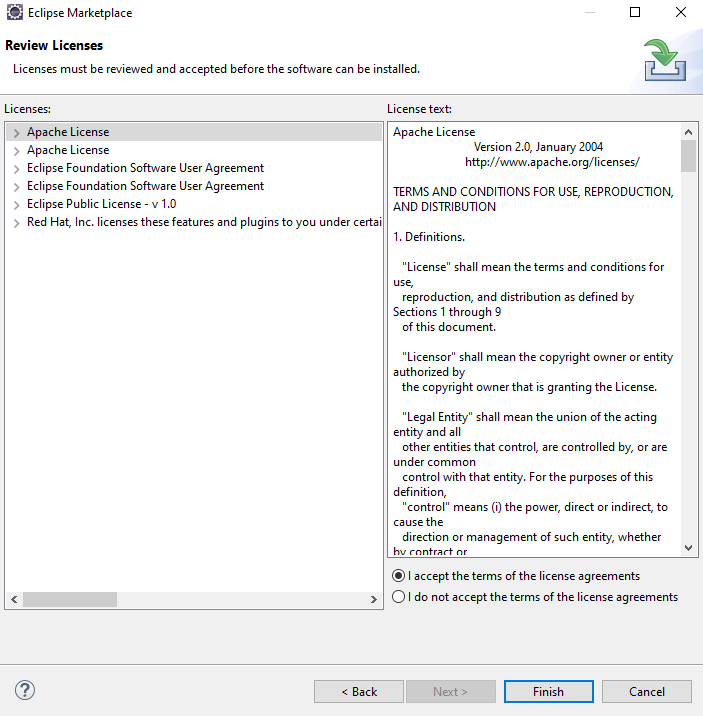 Eclipse Marketplace
Review Licenses
Licenses must be reviewed and accepted before the software can be installed.
Licenses:
Apache License
Apache License
Eclipse Foundation Software User Agreement
Eclipse Foundation Software User Agreement
Eclipse Public License - v 1.0
Red Hat, Inc. licenses these features and plugins to you under certai
License text:
Apache License
Version 2.0, January 2004
http://www.apache.org/licenses/
TERMS AND CONDITIONS FOR USE, REPRODUCTION,
AND DISTRIBUTION
1. Definitions.
"License" shall mean the terms and conditions for
use,
reproduction, and distribution as defined by
Sections 1 through 9
of this document.
"Licensor" shall mean the copyright owner or entity
authorized by
the copyright owner that is granting the License.
"Legal Entity" shall mean the union of the acting
entity and all
other entities that control, are controlled by, or are
under common
control with that entity. For the purposes of this
definition,
"control" means (i) the power, direct or indirect, to
cause the
direction or management of such entity, whether
by contract or
I accept the terms of the license agreements
I do not accept the terms of the license agreements
?
< Back
Next >
Finish
Cancel